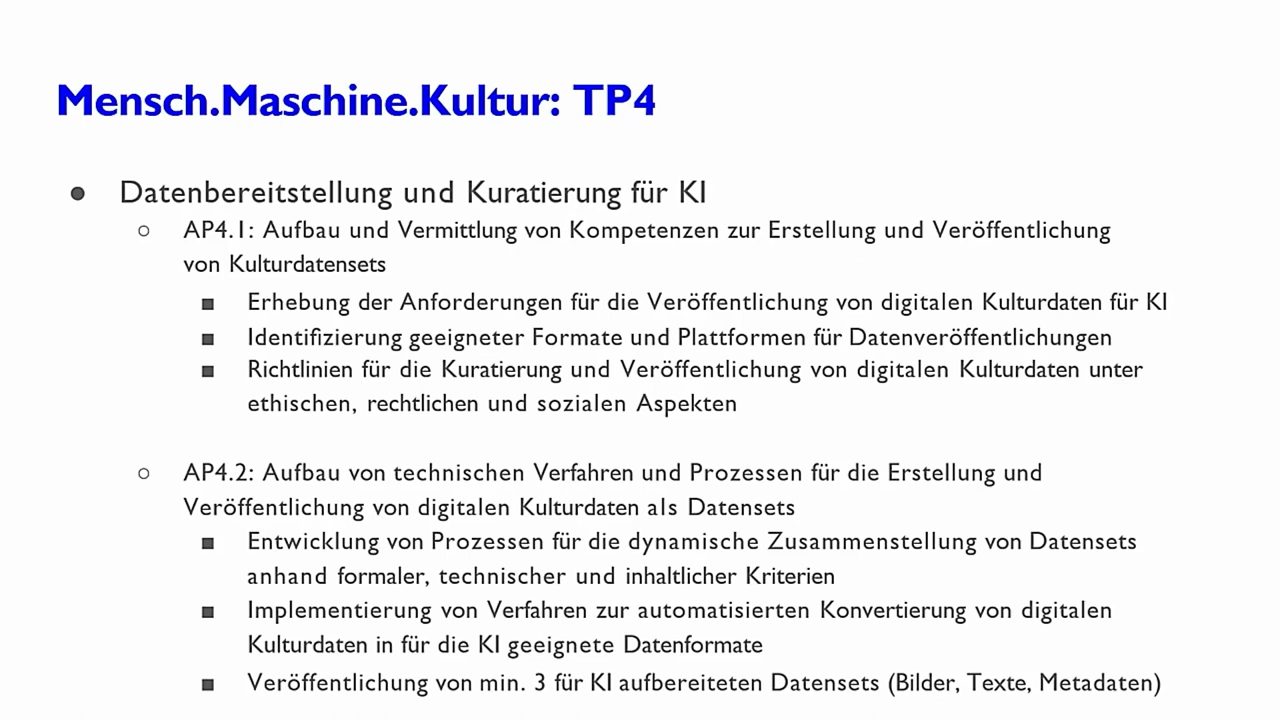 Mensch.Maschine.Kultur: TP4
● Datenbereitstellung und Kuratierung für KI
○ AP4.1: Aufbau und Vermittlung von Kompetenzen zur Erstellung und Veröffentlichung
von Kulturdatensets
■ Erhebung der Anforderungen für die Veröffentlichung von digitalen Kulturdaten für KI
■ Identifizierung geeigneter Formate und Plattformen für Datenveröffentlichungen
■ Richtlinien für die Kuratierung und Veröffentlichung von digitalen Kulturdaten unter
ethischen, rechtlichen und sozialen Aspekten
○ AP4.2: Aufbau von technischen Verfahren und Prozessen für die Erstellung und
Veröffentlichung von digitalen Kulturdaten als Datensets
■ Entwicklung von Prozessen für die dynamische Zusammenstellung von Datensets
anhand formaler, technischer und inhaltlicher Kriterien
■ Implementierung von Verfahren zur automatisierten Konvertierung von digitalen
Kulturdaten in für die KI geeignete Datenformate
■ Veröffentlichung von min. 3 für KI aufbereiteten Datensets (Bilder, Texte, Metadaten)